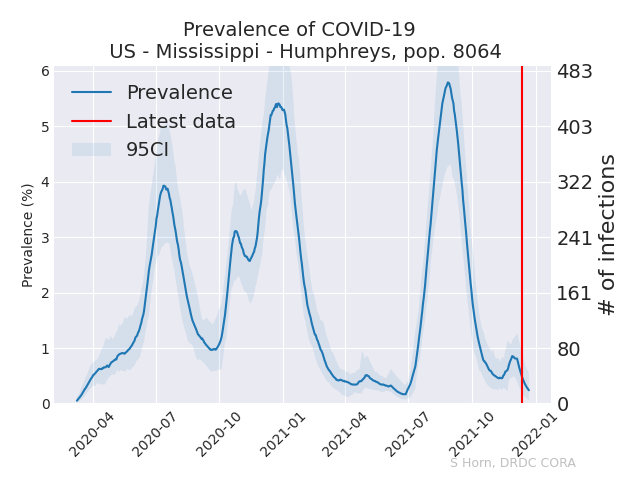 Prevalence of COVID-19
US - Mississippi - Humphreys, pop. 8064
Prevalence
Latest data
95CI
Prevalence (%)
6
5
4
3
2
1
0
483
403
322
241
161
80
0
# of infections
2020-04
2020-07
2020-10
2021-01
2021-04
2021-07
2021-10
2022-01
S Horn, DRDC CORA